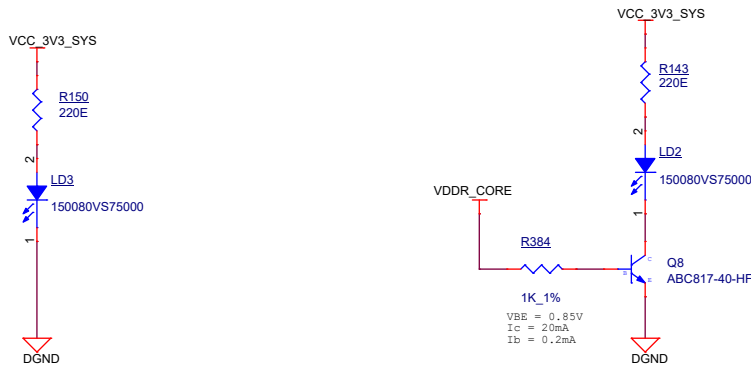 VCC_3V3_SYS
R150
220E
2
LD3
150080VS75000
1
DGND
VCC_3V3_SYS
R143
220E
2
LD2
150080VS75000
1
VDDR_CORE
R384
1K_1%
VBE = 0.85V
Ic = 20mA
Ib = 0.2mA
B
C
E
Q8
ABC817-40-HF
DGND